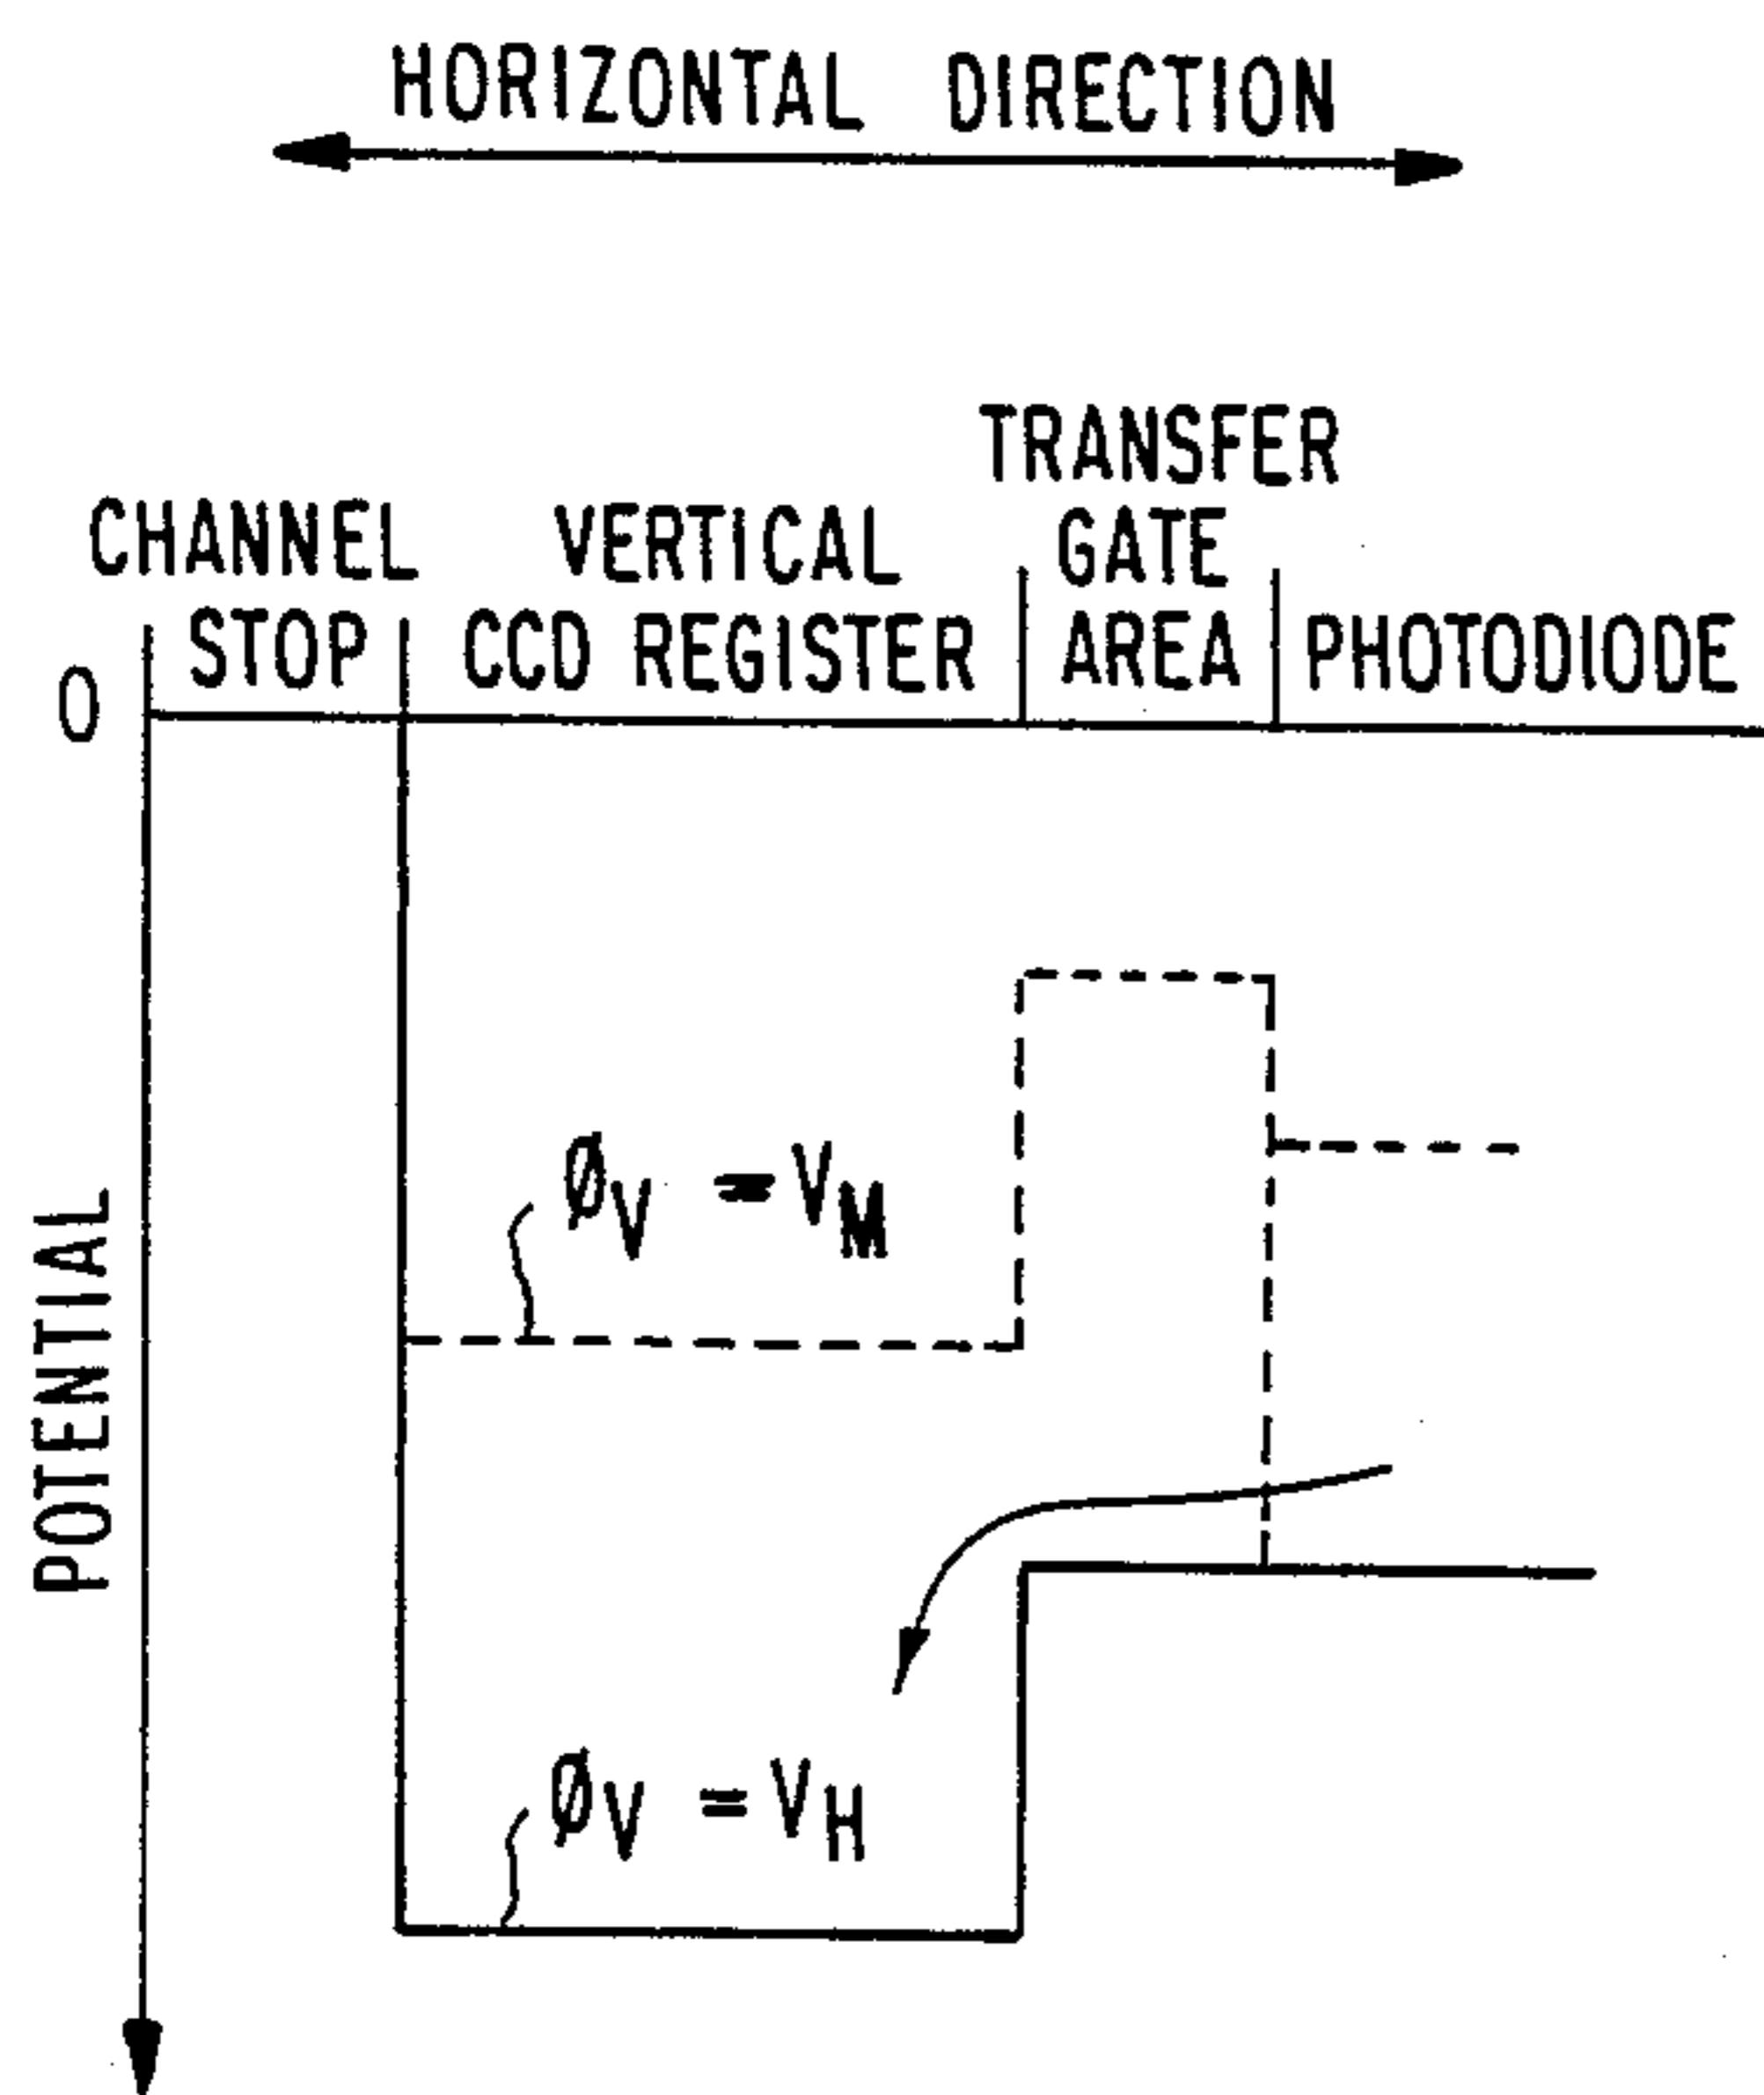 HORIZONTAL DIRECTION
TRANSFER
CHANNEL VERTICAL GATE
STOP CCD REGISTER AREA PHOTODIODE
0
ØV = VM
POTENTIAL
ØV = VH